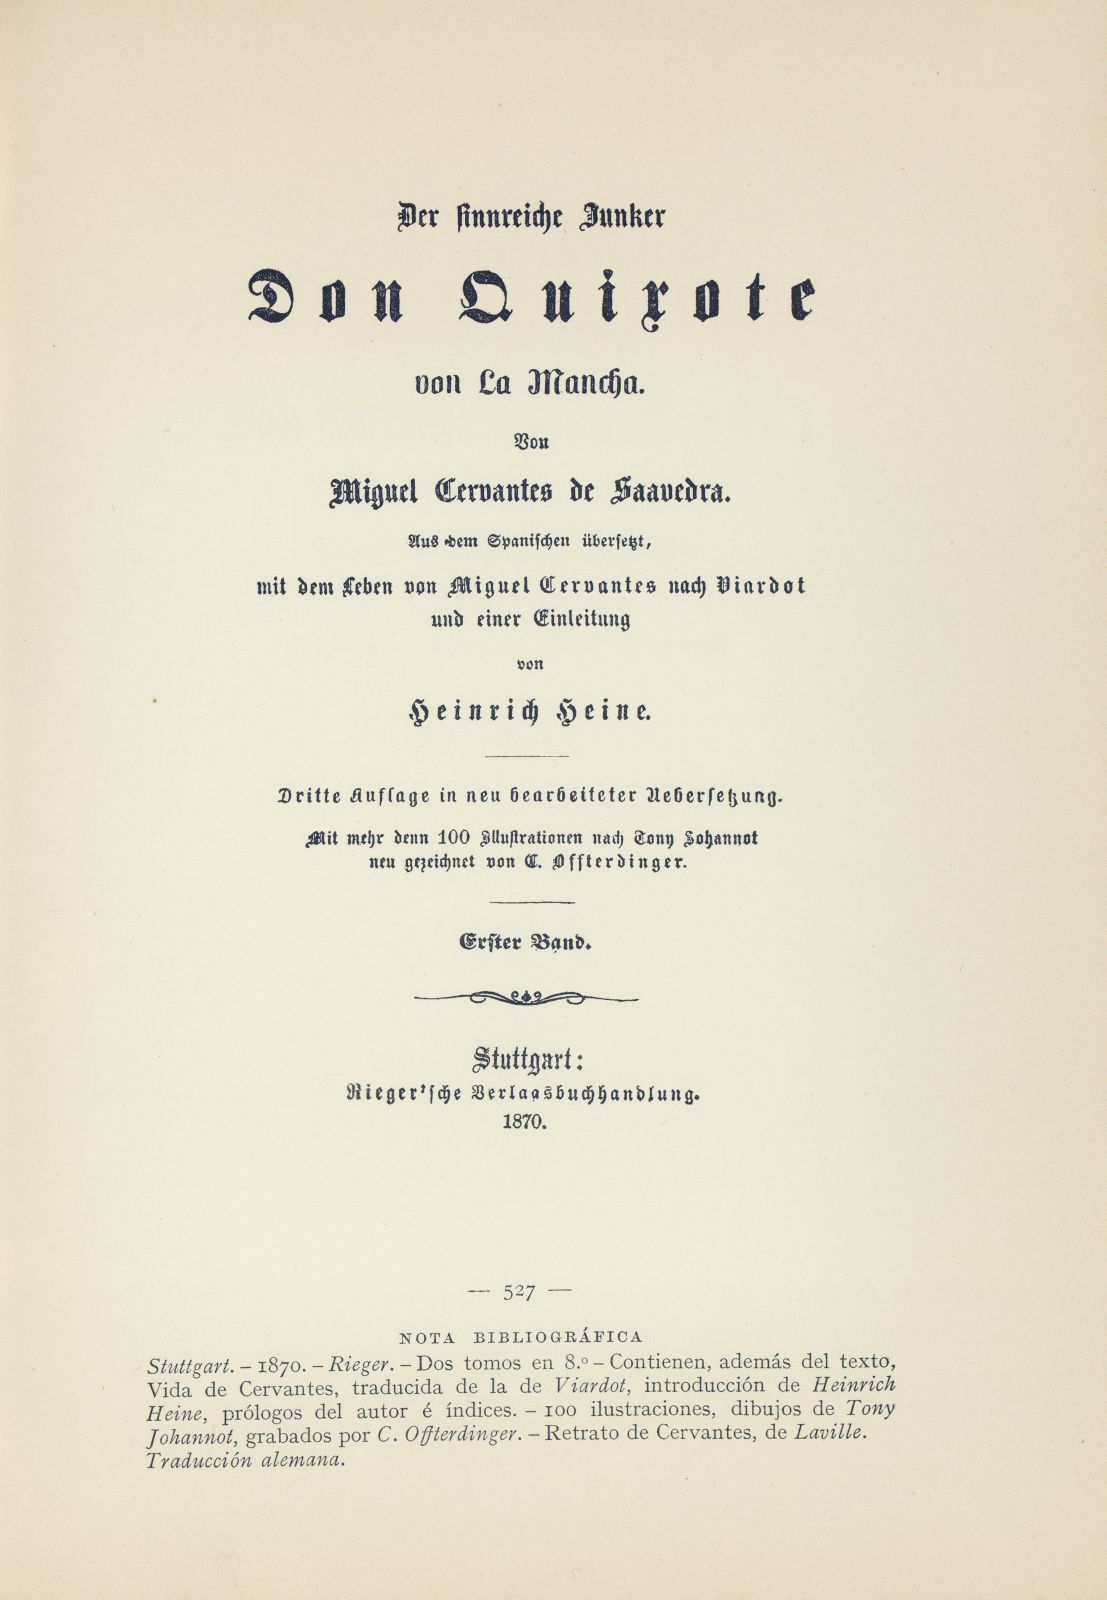 Der sinnreiche Junker
Don Quixote
von La Mancha.
Von
Miguel Cervantes de Saavedra.
Aus dem Spanischen übersetzt,
mit dem Leben von Miguel Cervantes nach Viardot
und einer Einleitung
von
Heinrich Heine.
Dritte Auflage in neu bearbeiteter Uebersetzung.
Mit mehr denn 100 Illustrationen nach Tony Johannot
neu gezeichnet von C. Offterdinger.
Erster Band.
Stuttgart:
Rieger'sche Verlagsbuchhandlung.
1870.
— 527 —
NOTA BIBLIOGRÁFICA
Stuttgart. – 1870. – Rieger. – Dos tomos en 8.º – Contienen, además del texto,
Vida de Cervantes, traducida de la de Viardot, introducción de Heinrich
Heine, prólogos del autor é índices. – 100 ilustraciones, dibujos de Tony
Johannot, grabados por C. Offterdinger. – Retrato de Cervantes, de Laville.
Traducción alemana.